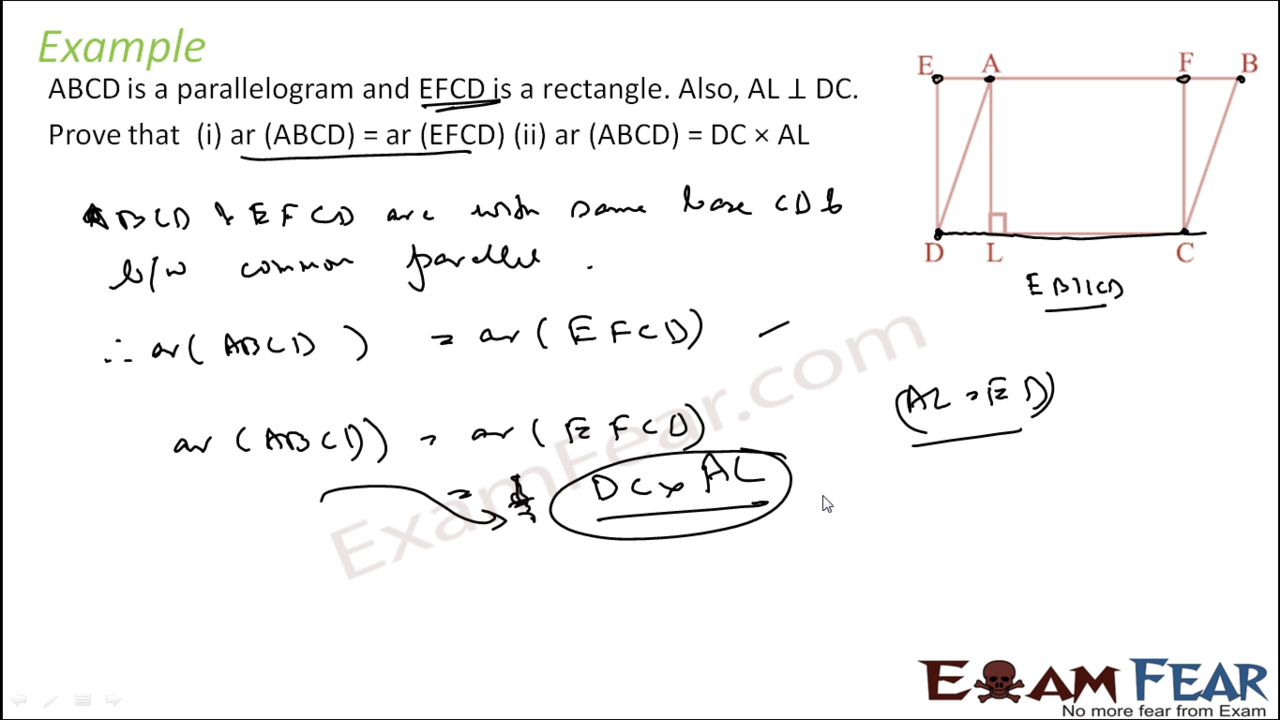 Example
ABCD is a parallelogram and EFCD is a rectangle. Also, AL ⊥ DC.
Prove that (i) ar (ABCD) = ar (EFCD) (ii) ar (ABCD) = DC × AL
E A F B
D L C
EB||CD
ABCD & EFCD are with same base CD &
b/w common parallel.
∴ ar(ABCD) = ar(EFCD)
(AL = ED)
ar(ABCD) = ar(EFCD)
= DC × AL
ExamFear.com
EXAMFEAR
No more fear from Exam